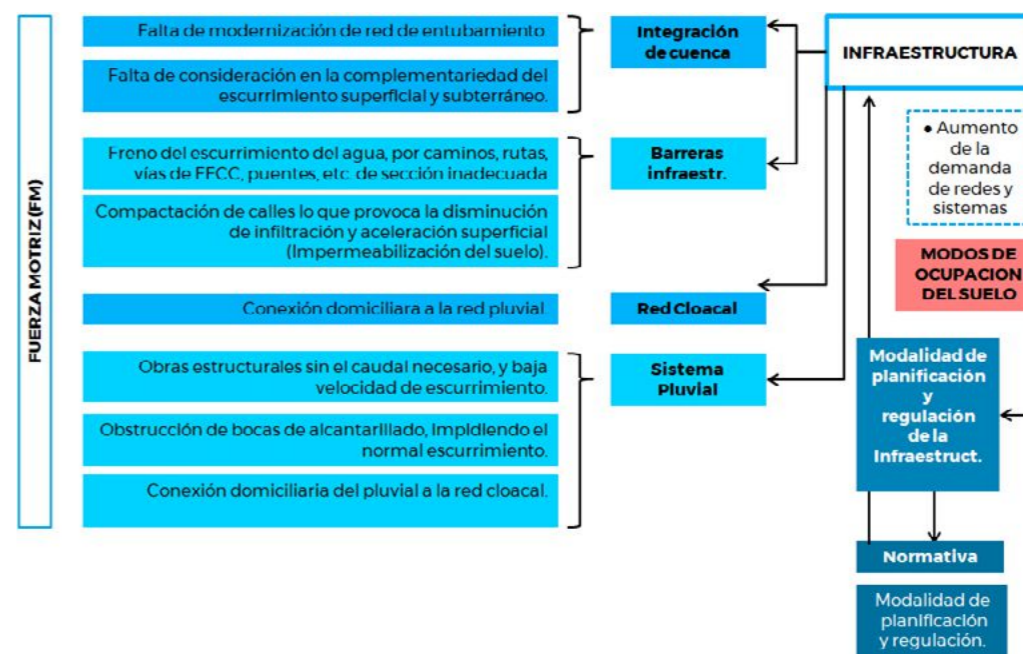 FUERZA MOTRIZ (FM)
Falta de modernización de red de entubamiento
Falta de consideración en la complementariedad del
escurrimiento superficial y subterráneo.
Integración
de cuenca
Freno del escurrimiento del agua, por caminos, rutas,
vías de FFCC, puentes, etc. de sección inadecuada
Compactación de calles lo que provoca la disminución
de infiltración y aceleración superficial
(Impermeabilización del suelo).
Barreras
infraestr.
Conexión domiciliara a la red pluvial.
Red Cloacal
Obras estructurales sin el caudal necesario, y baja
velocidad de escurrimiento.
Obstrucción de bocas de alcantarillado, impidiendo el
normal escurrimiento.
Conexión domiciliaria del pluvial a la red cloacal.
Sistema
Pluvial
INFRAESTRUCTURA
• Aumento
de la
demanda
de redes y
sistemas
MODOS DE
OCUPACION
DEL SUELO
Modalidad de
planificación
y
regulación
de la
Infraestruct.
Normativa
Modalidad de
planificación
y regulación.